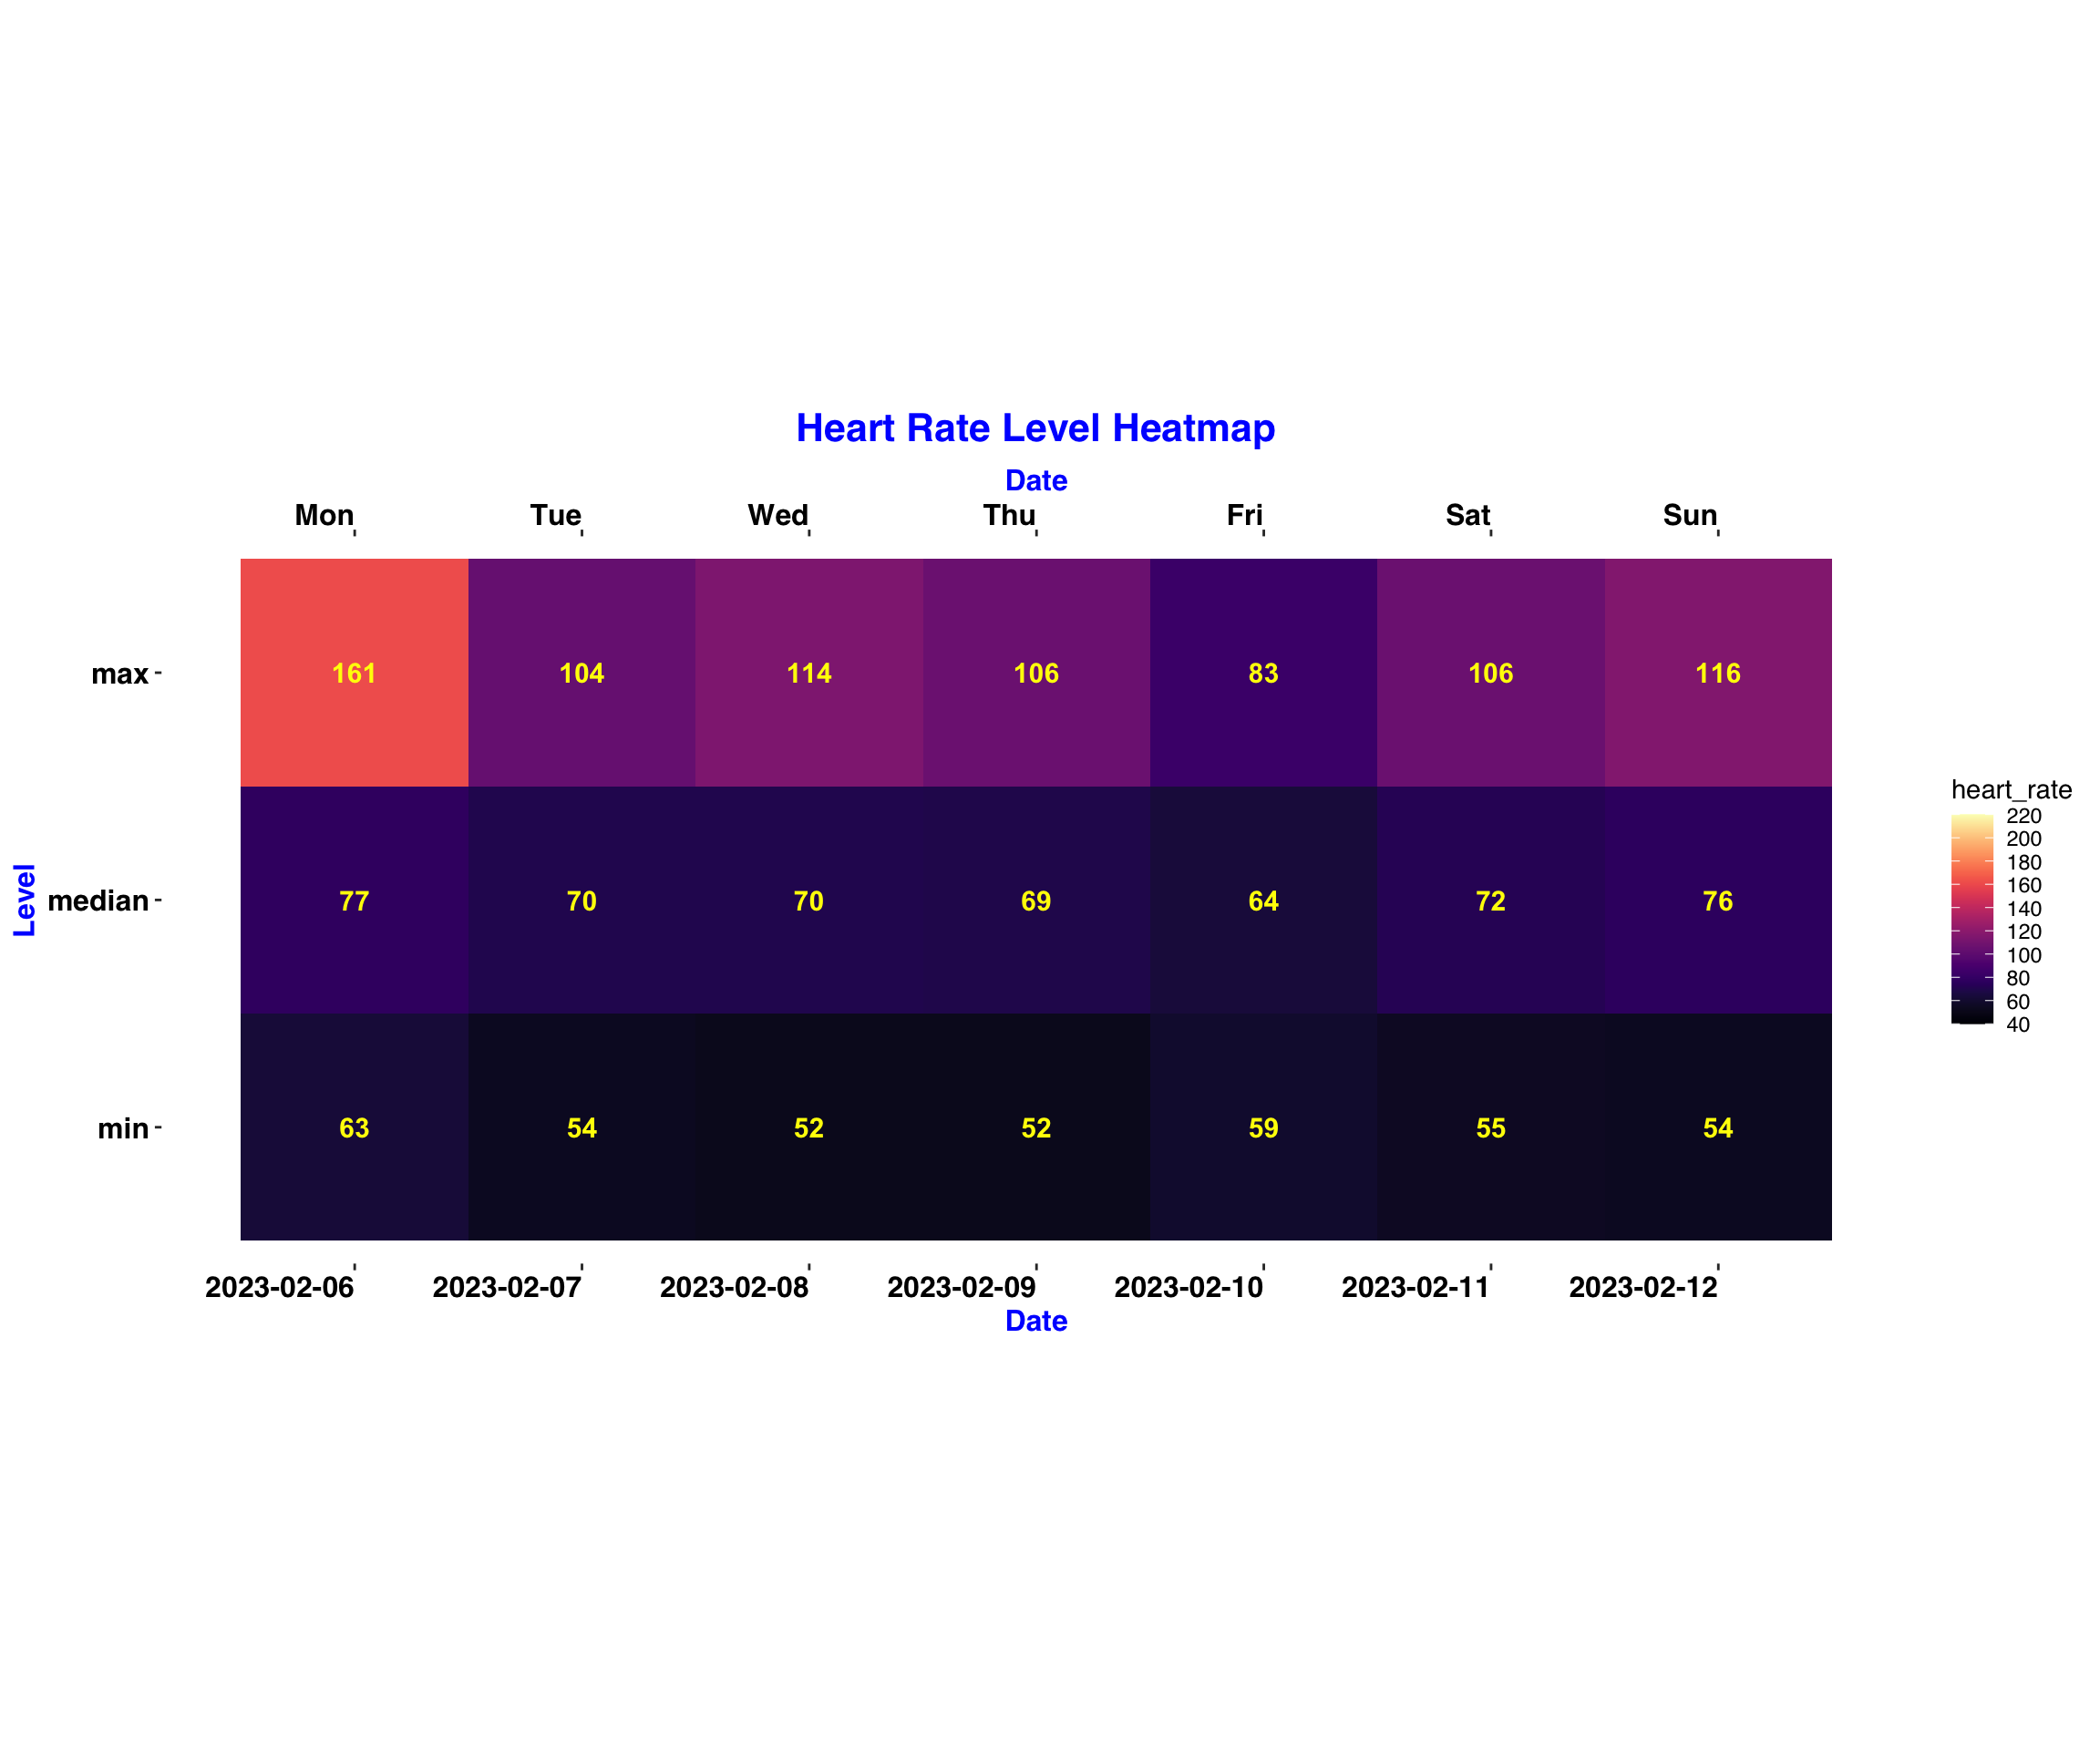 Heart Rate Level Heatmap
Date
Mon Tue Wed Thu Fri Sat Sun
max 161 104 114 106 83 106 116
Level
median 77 70 70 69 64 72 76
min 63 54 52 52 59 55 54
2023-02-06 2023-02-07 2023-02-08 2023-02-09 2023-02-10 2023-02-11 2023-02-12
Date
heart_rate
220
200
180
160
140
120
100
80
60
40